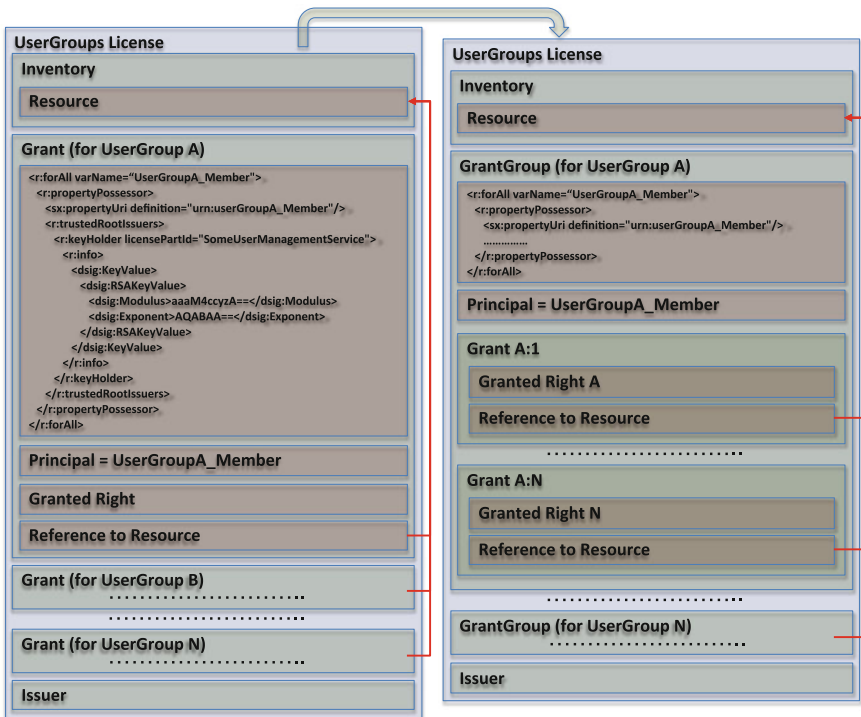 UserGroups License
Inventory
Resource
Grant (for UserGroup A)
<r:forAll varName="UserGroupA_Member">
<r:propertyPossessor>
<sx:propertyUri definition="urn:userGroupA_Member"/>
<r:trustedRootIssuers>
<r:keyHolder licensePartId="SomeUserManagementService">
<r:info>
<dsig:KeyValue>
<dsig:RSAKeyValue>
<dsig:Modulus>aaaM4ccyzA==</dsig:Modulus>
<dsig:Exponent>AQABAA==</dsig:Exponent>
</dsig:RSAKeyValue>
</dsig:KeyValue>
</r:info>
</r:keyHolder>
</r:trustedRootIssuers>
</r:propertyPossessor>
</r:forAll>
Principal = UserGroupA_Member
Granted Right
Reference to Resource
Grant (for UserGroup B)
Grant (for UserGroup N)
Issuer
UserGroups License
Inventory
Resource
GrantGroup (for UserGroup A)
<r:forAll varName="UserGroupA_Member">
<r:propertyPossessor>
<sx:propertyUri definition="urn:userGroupA_Member"/>
...............
</r:propertyPossessor>
</r:forAll>
Principal = UserGroupA_Member
Grant A:1
Granted Right A
Reference to Resource
Grant A:N
Granted Right N
Reference to Resource
GrantGroup (for UserGroup N)
Issuer